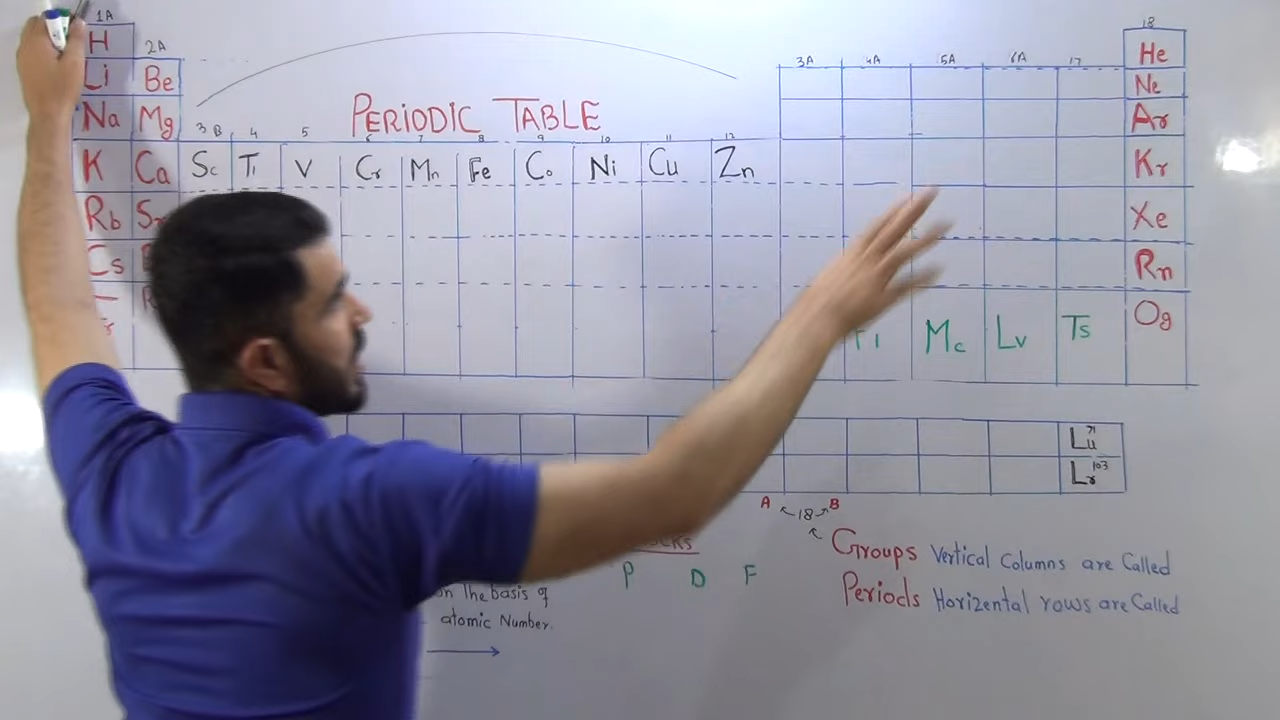 1A 18
H He
2A 3A 4A 5A 6A 17
Li Be Ne
PERIODIC TABLE
Na Mg Ar
3B 4 5 6 7 8 9 10 11 12
K Ca Sc Ti V Cr Mn Fe Co Ni Cu Zn Kr
Rb Xe
Cs Rn
Mc Lv Ts Og
Lu 71
Lr 103
A 18 B
Groups Vertical Columns are Called
P D F
on The basis of
Periods Horizental rows are Called
atomic Number.